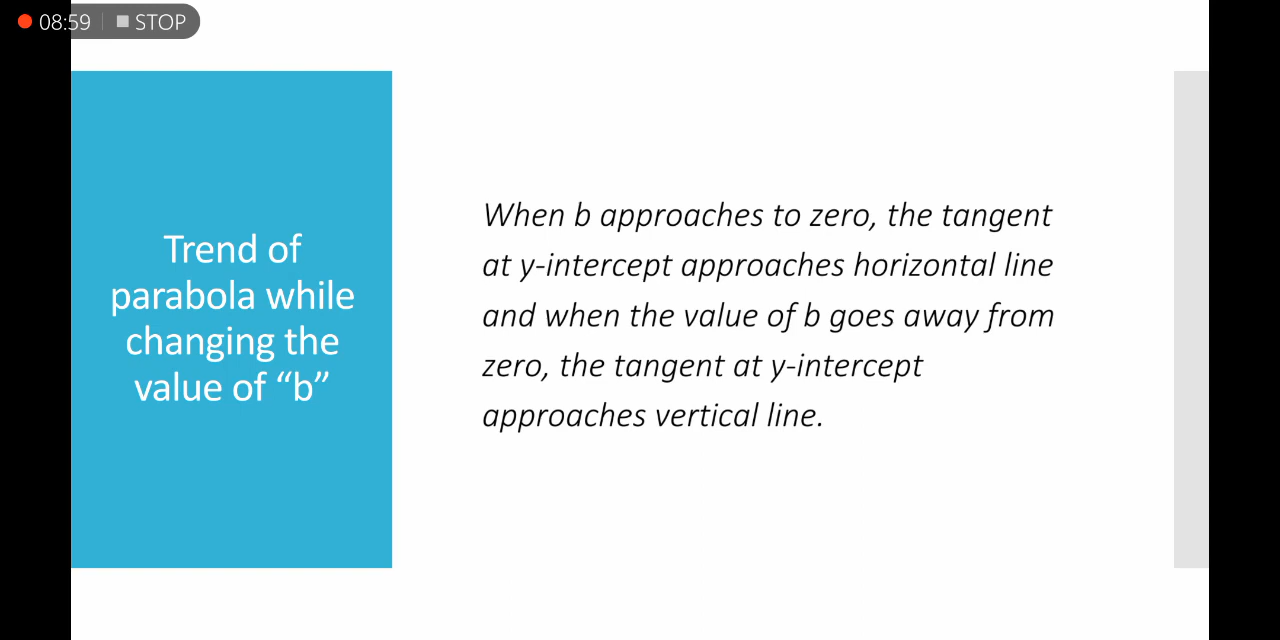 08:59 STOP
Trend of
parabola while
changing the
value of “b”
When b approaches to zero, the tangent
at y-intercept approaches horizontal line
and when the value of b goes away from
zero, the tangent at y-intercept
approaches vertical line.